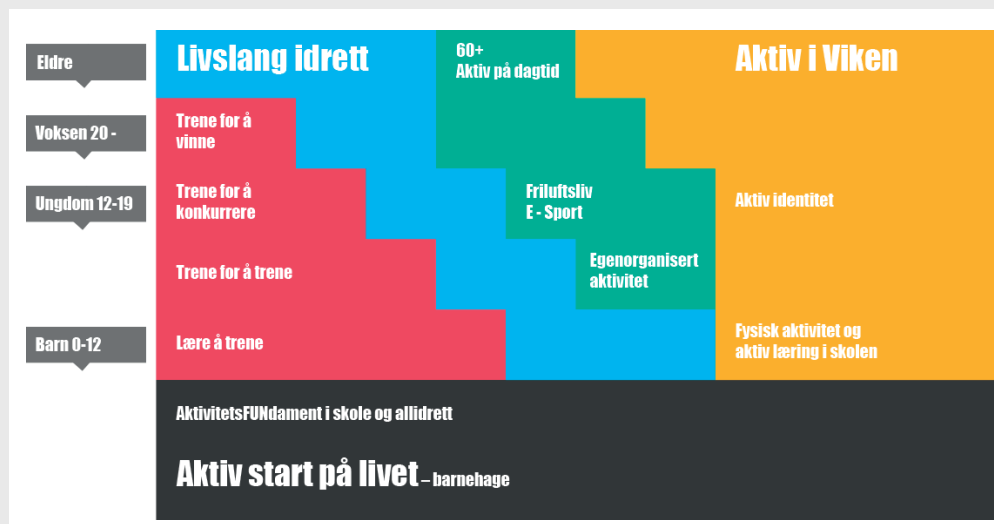 Eldre
Livslang idrett
60+
Aktiv på dagtid
Aktiv i Viken
Voksen 20 -
Trene for å
vinne
Ungdom 12-19
Trene for å
konkurrere
Friluftsliv
E - Sport
Aktiv identitet
Trene for å trene
Egenorganisert
aktivitet
Barn 0-12
Lære å trene
Fysisk aktivitet og
aktiv læring i skolen
AktivitetsFUNdament i skole og allidrett
Aktiv start på livet – barnehage